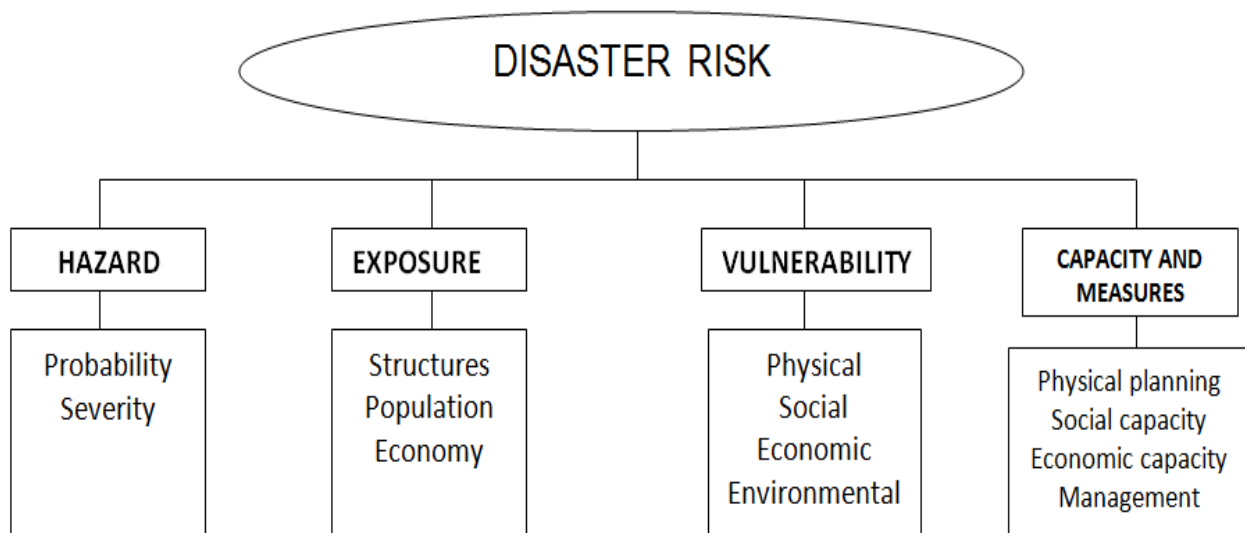 DISASTER RISK
HAZARD
Probability
Severity
EXPOSURE
Structures
Population
Economy
VULNERABILITY
Physical
Social
Economic
Environmental
CAPACITY AND
MEASURES
Physical planning
Social capacity
Economic capacity
Management